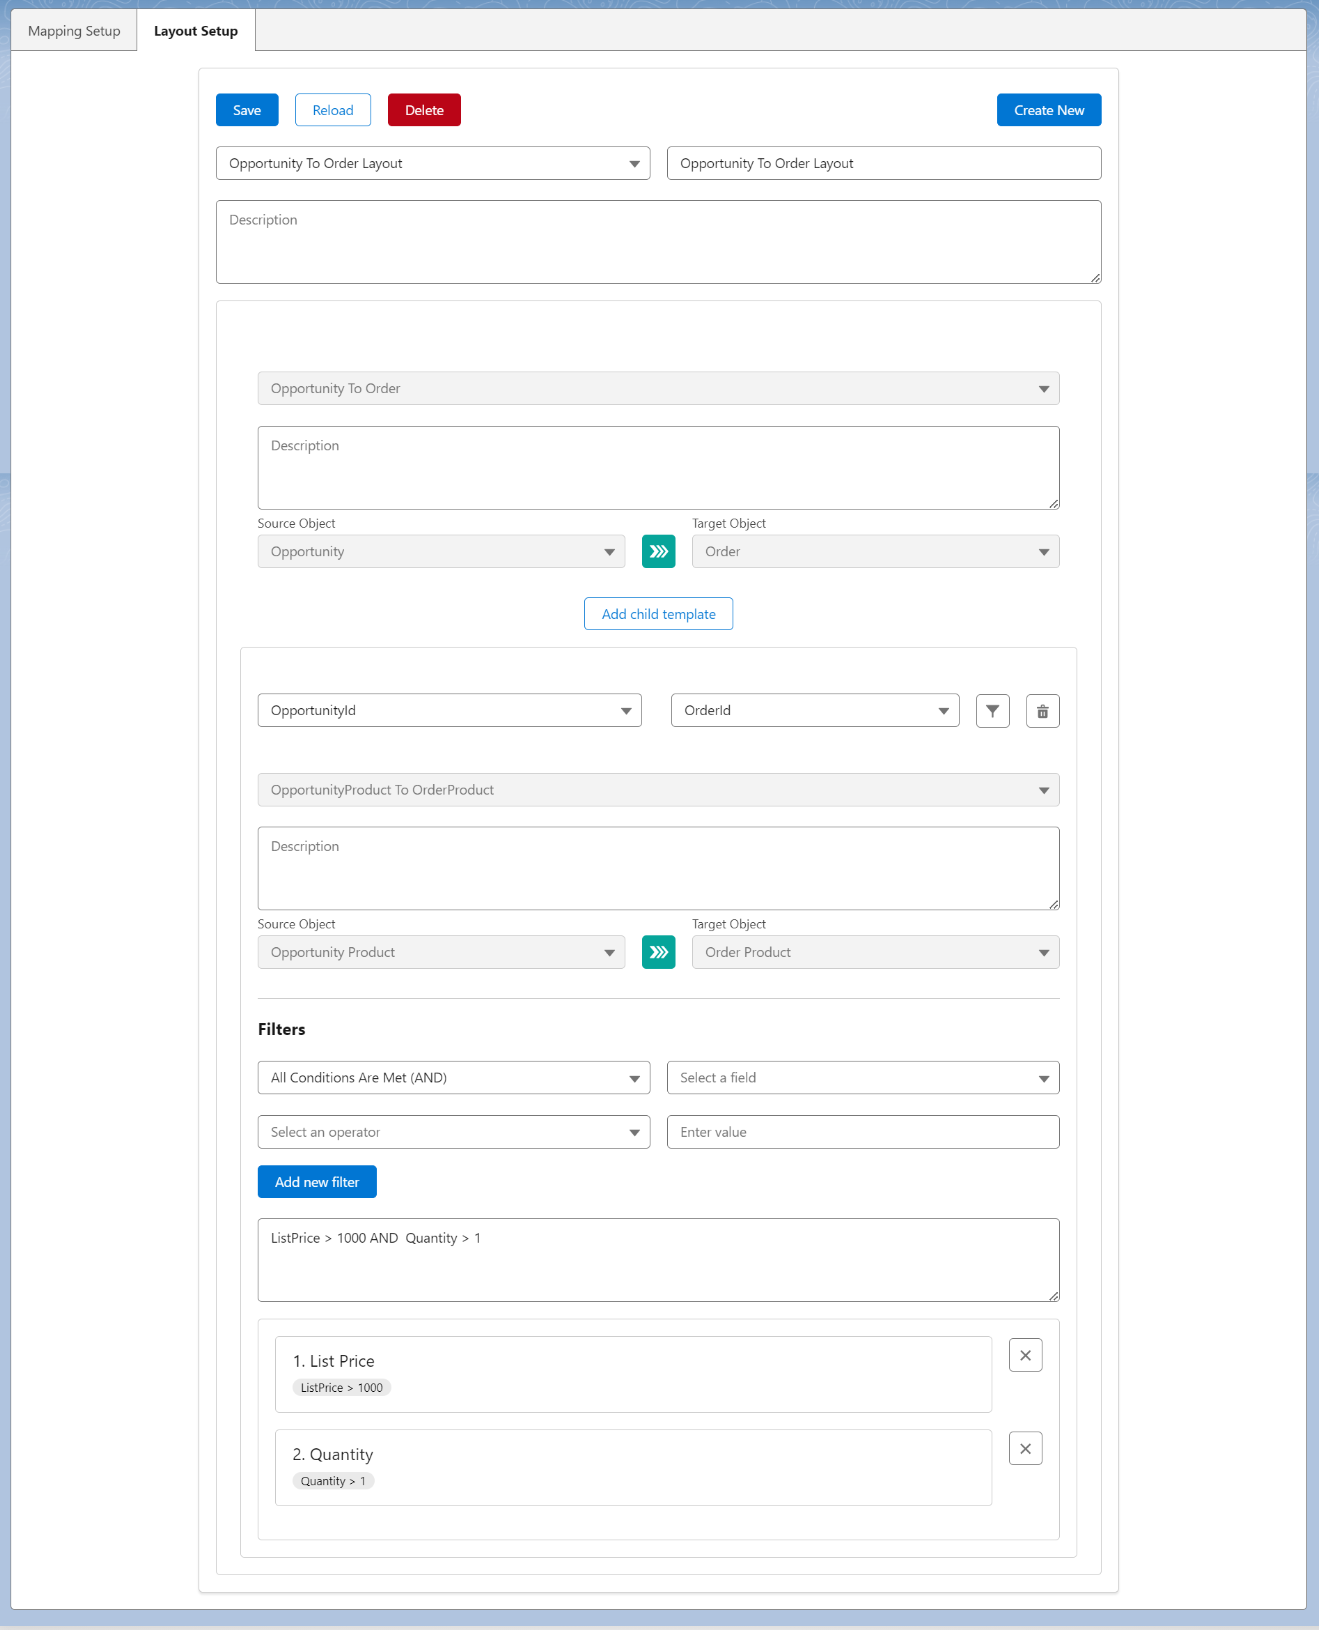 Mapping Setup
Layout Setup
Save
Reload
Delete
Create New
Opportunity To Order Layout
Opportunity To Order Layout
Description
Opportunity To Order
Description
Source Object
Target Object
Opportunity
Order
Add child template
OpportunityId
OrderId
OpportunityProduct To OrderProduct
Description
Source Object
Target Object
Opportunity Product
Order Product
Filters
All Conditions Are Met (AND)
Select a field
Select an operator
Enter value
Add new filter
ListPrice > 1000 AND  Quantity > 1
1. List Price
ListPrice > 1000
2. Quantity
Quantity > 1